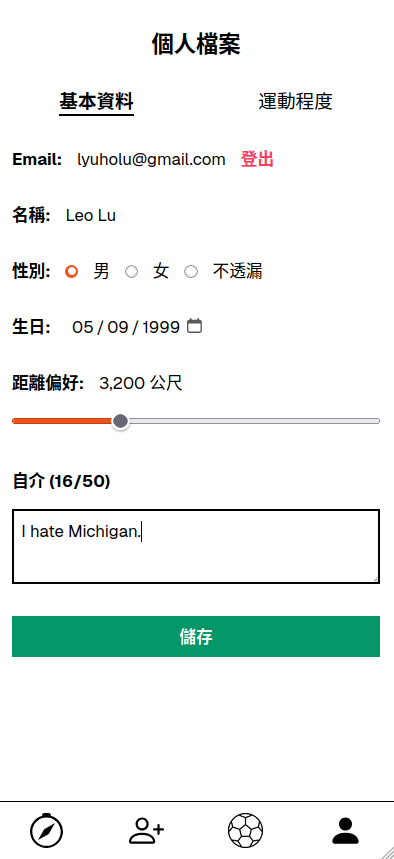 個人檔案
基本資料 運動程度
Email: lyuholu@gmail.com 登出
名稱: Leo Lu
性別: 男 女 不透漏
生日: 05 / 09 / 1999
距離偏好: 3,200 公尺
自介 (16/50)
I hate Michigan.
儲存